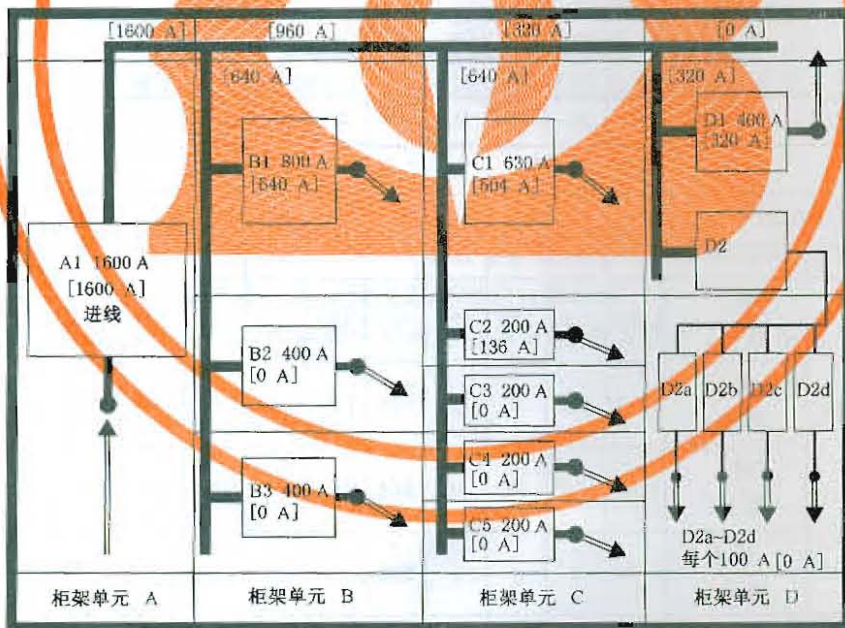 [1600 A]
[960 A]
[320 A]
[0 A]
[640 A]
[640 A]
[320 A]
B1 800 A
[640 A]
C1 630 A
[504 A]
D1 400 A
[320 A]
A1 1600 A
[1600 A]
进线
D2
B2 400 A
[0 A]
C2 200 A
[136 A]
C3 200 A
[0 A]
D2a
D2b
D2c
D2d
B3 400 A
[0 A]
C4 200 A
[0 A]
C5 200 A
[0 A]
D2a~D2d
每个100 A [0 A]
柜架单元 A
柜架单元 B
柜架单元 C
柜架单元 D